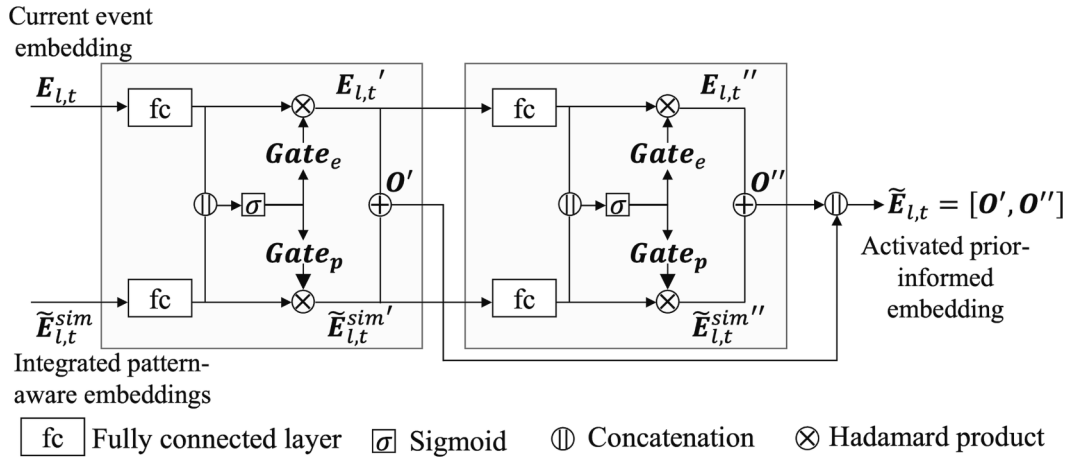 Current event
embedding
E_{l,t}
fc
E_{l,t}'
fc
E_{l,t}''
Gate_e
Gate_e
σ
O'
σ
O''
Ẽ_{l,t} = [O', O'']
Gate_p
Gate_p
Activated prior-
informed
embedding
fc
fc
Ẽ_{l,t}^{sim}
Ẽ_{l,t}^{sim}'
Ẽ_{l,t}^{sim}''
Integrated pattern-
aware embeddings
fc Fully connected layer σ Sigmoid Concatenation Hadamard product